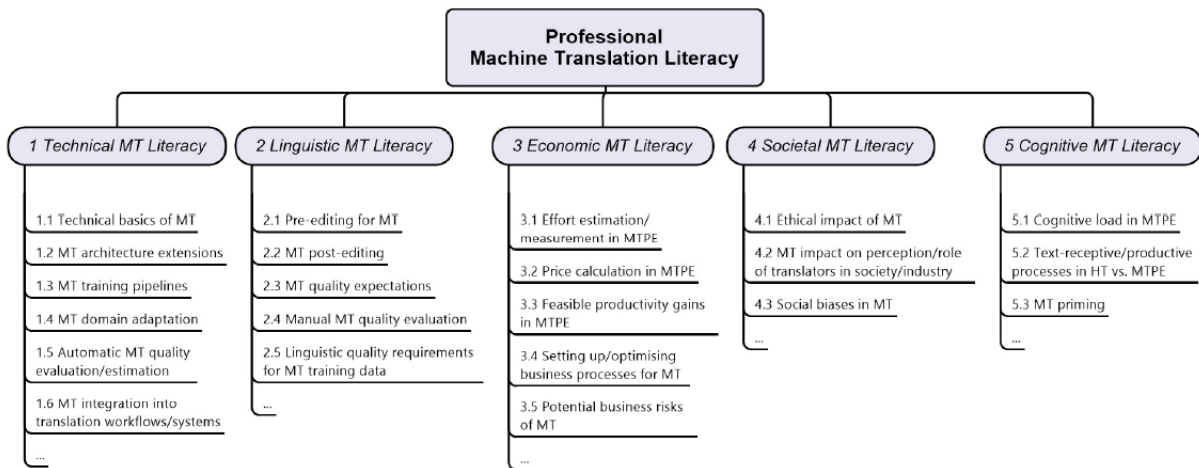 Professional
Machine Translation Literacy
1 Technical MT Literacy
1.1 Technical basics of MT
1.2 MT architecture extensions
1.3 MT training pipelines
1.4 MT domain adaptation
1.5 Automatic MT quality
evaluation/estimation
1.6 MT integration into
translation workflows/systems
...
2 Linguistic MT Literacy
2.1 Pre-editing for MT
2.2 MT post-editing
2.3 MT quality expectations
2.4 Manual MT quality evaluation
2.5 Linguistic quality requirements
for MT training data
...
3 Economic MT Literacy
3.1 Effort estimation/
measurement in MTPE
3.2 Price calculation in MTPE
3.3 Feasible productivity gains
in MTPE
3.4 Setting up/optimising
business processes for MT
3.5 Potential business risks
of MT
...
4 Societal MT Literacy
4.1 Ethical impact of MT
4.2 MT impact on perception/role
of translators in society/industry
4.3 Social biases in MT
...
5 Cognitive MT Literacy
5.1 Cognitive load in MTPE
5.2 Text-receptive/productive
processes in HT vs. MTPE
5.3 MT priming
...